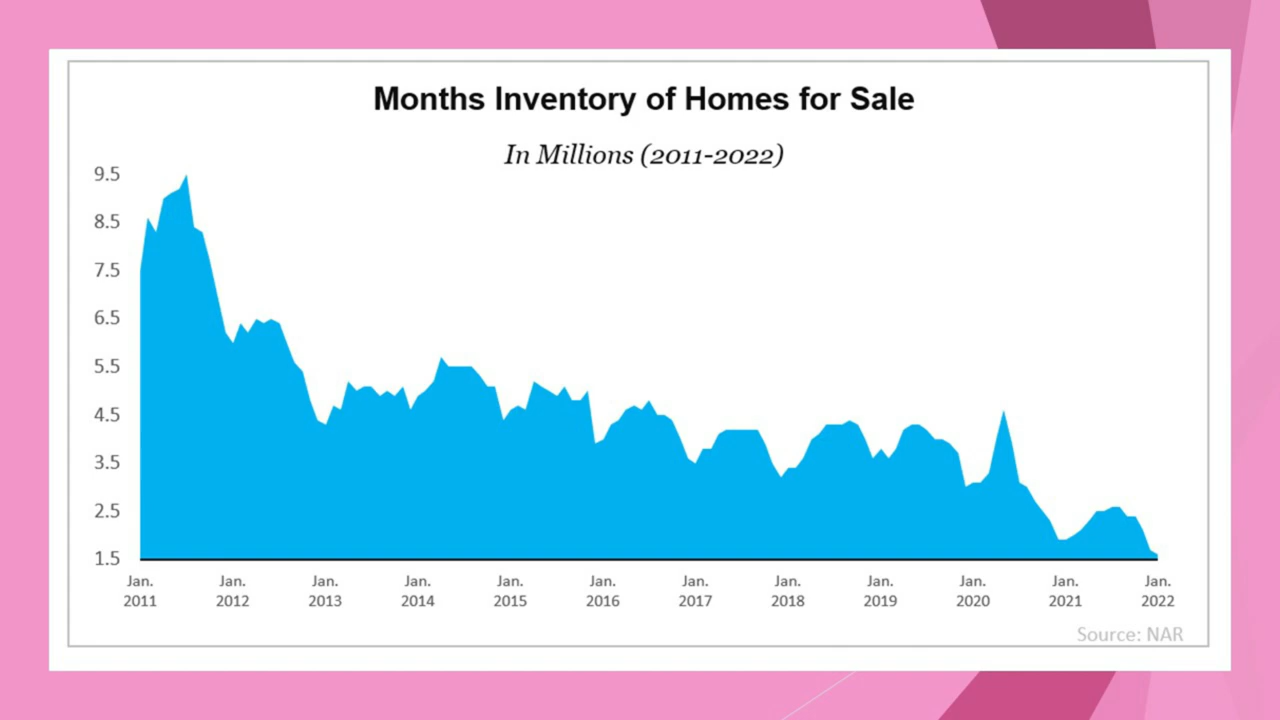 Months Inventory of Homes for Sale
In Millions (2011-2022)
9.5
8.5
7.5
6.5
5.5
4.5
3.5
2.5
1.5
Jan. Jan. Jan. Jan. Jan. Jan. Jan. Jan. Jan. Jan. Jan. Jan.
2011 2012 2013 2014 2015 2016 2017 2018 2019 2020 2021 2022
Source: NAR